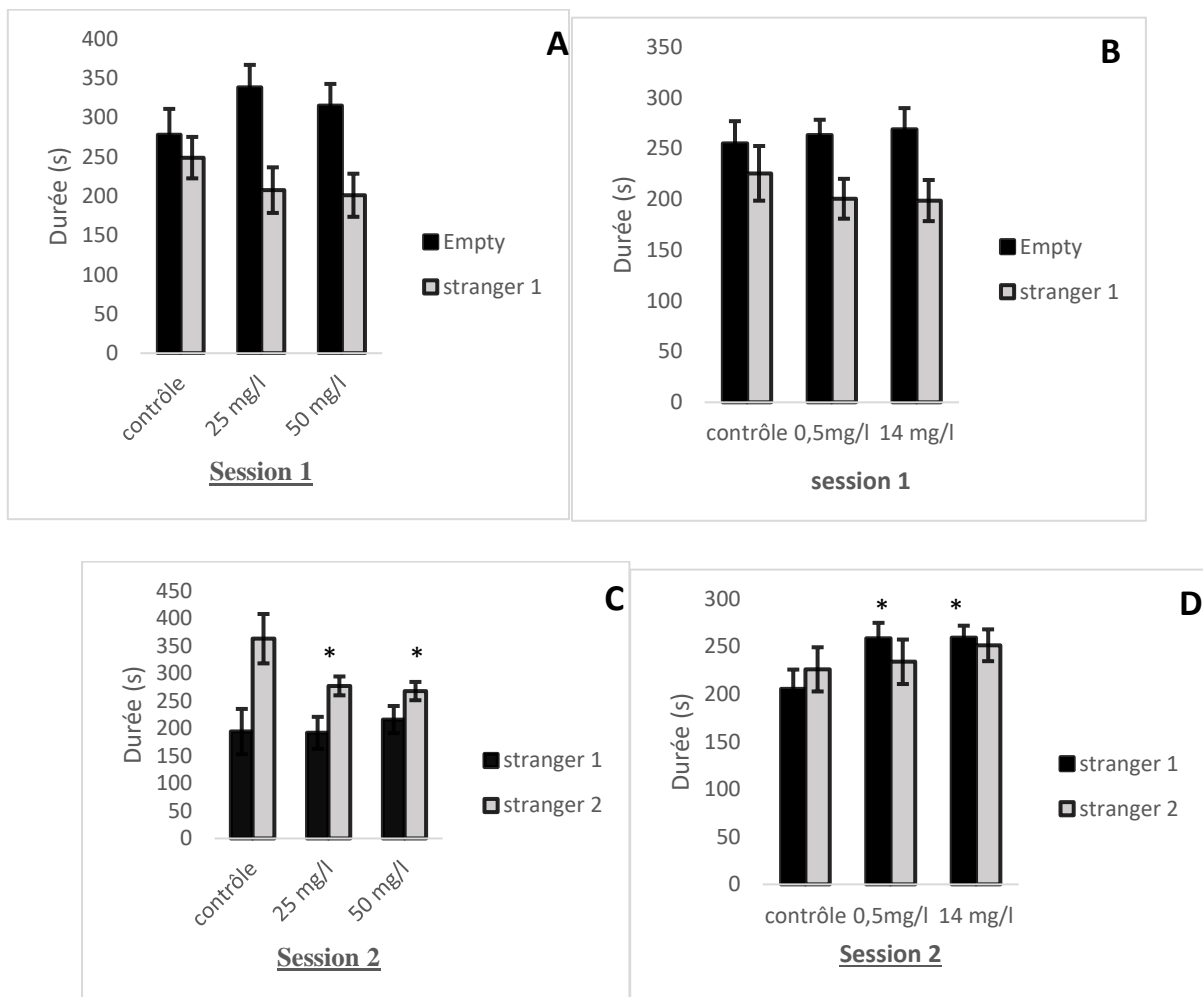 A
400
350
300
250
200
150
100
50
0
Durée (s)
contrôle
25 mg/l
50 mg/l
Empty
stranger 1
Session 1
B
350
300
250
200
150
100
50
0
Durée (s)
contrôle 0,5mg/l 14 mg/l
Empty
stranger 1
session 1
C
450
400
350
300
250
200
150
100
50
0
Durée (s)
* *
contrôle
25 mg/l
50 mg/l
stranger 1
stranger 2
Session 2
D
300
250
200
150
100
50
0
Durée (s)
* *
contrôle 0,5mg/l 14 mg/l
stranger 1
stranger 2
Session 2